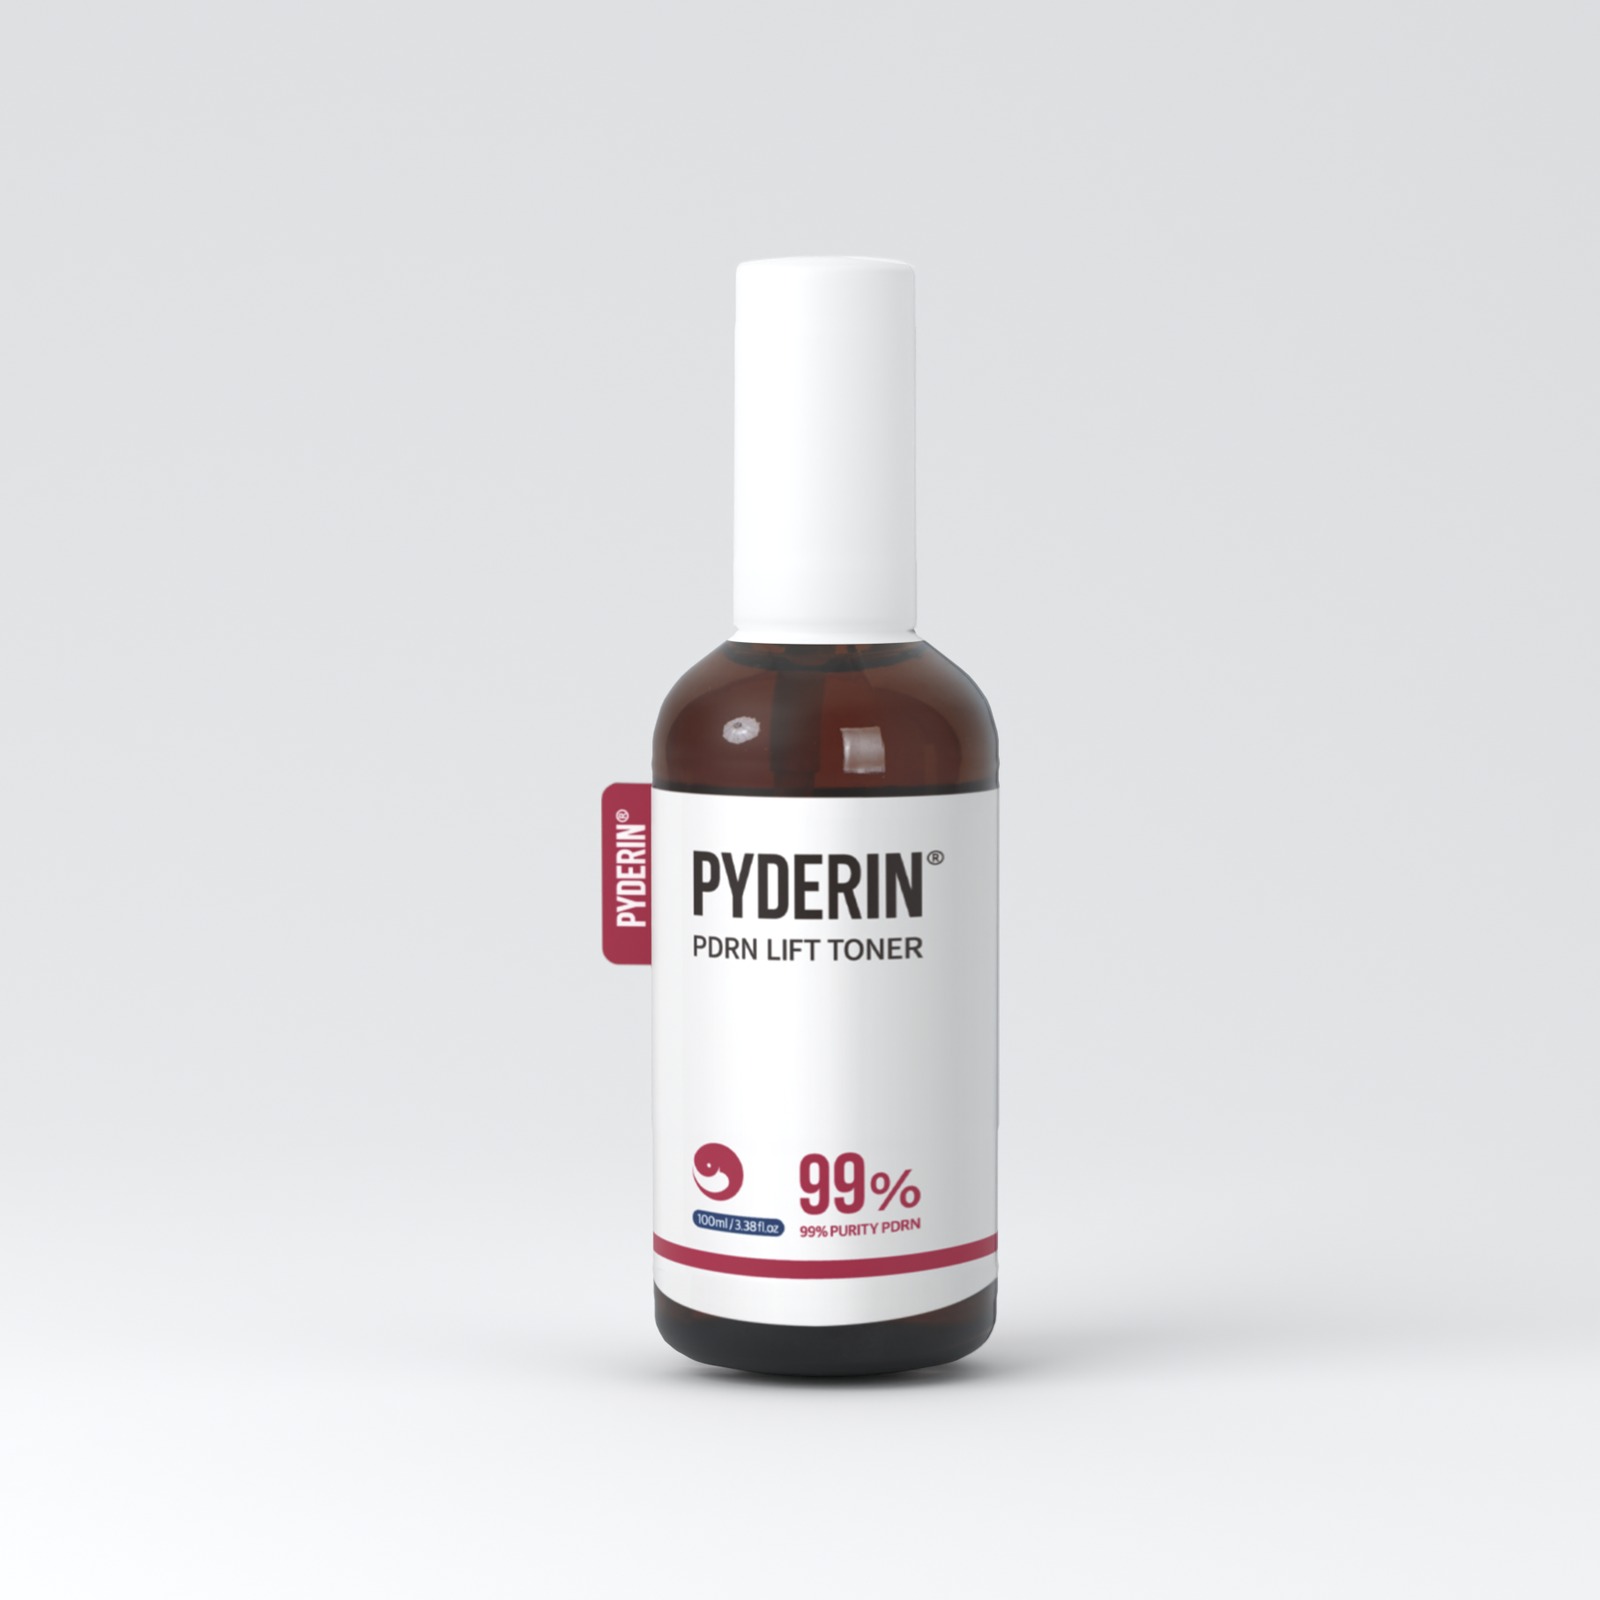 PYDERIN®
PYDERIN®
PDRN LIFT TONER
99%
100ml/3.38fl.oz
99% PURITY PDRN